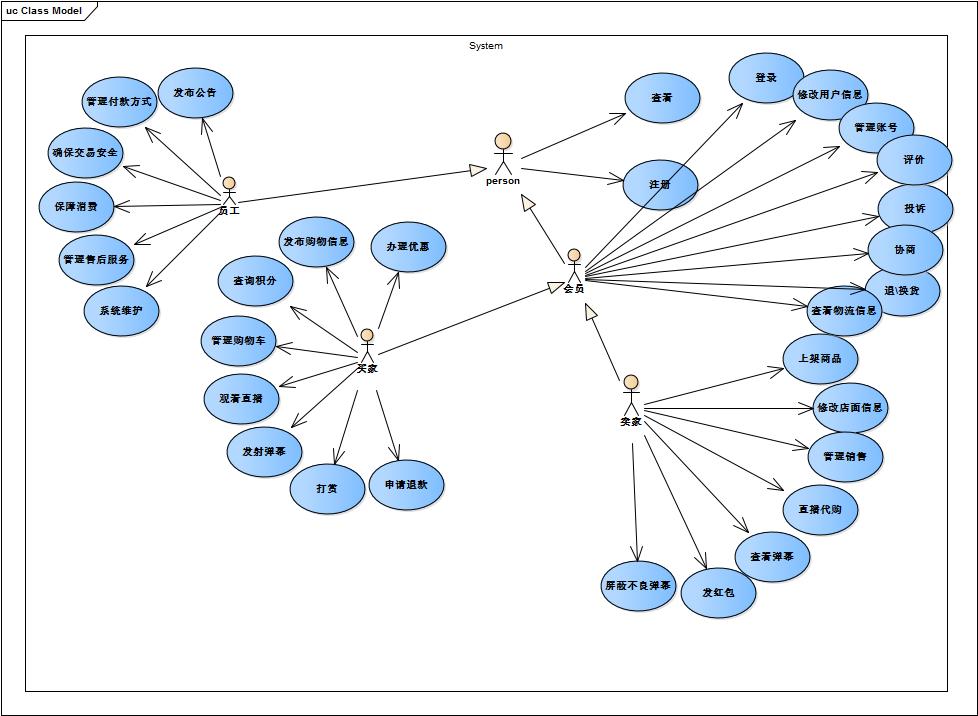 uc Class Model
System
管理付款方式
发布公告
确保交易安全
保障消费
管理售后服务
系统维护
员工
person
查看
注册
登录
修改用户信息
管理账号
评价
投诉
协商
退\换货
查看物流信息
会员
发布购物信息
办理优惠
查询积分
管理购物车
观看直播
发射弹幕
打赏
申请退款
买家
卖家
上架商品
修改店面信息
管理销售
直播代购
查看弹幕
发红包
屏蔽不良弹幕